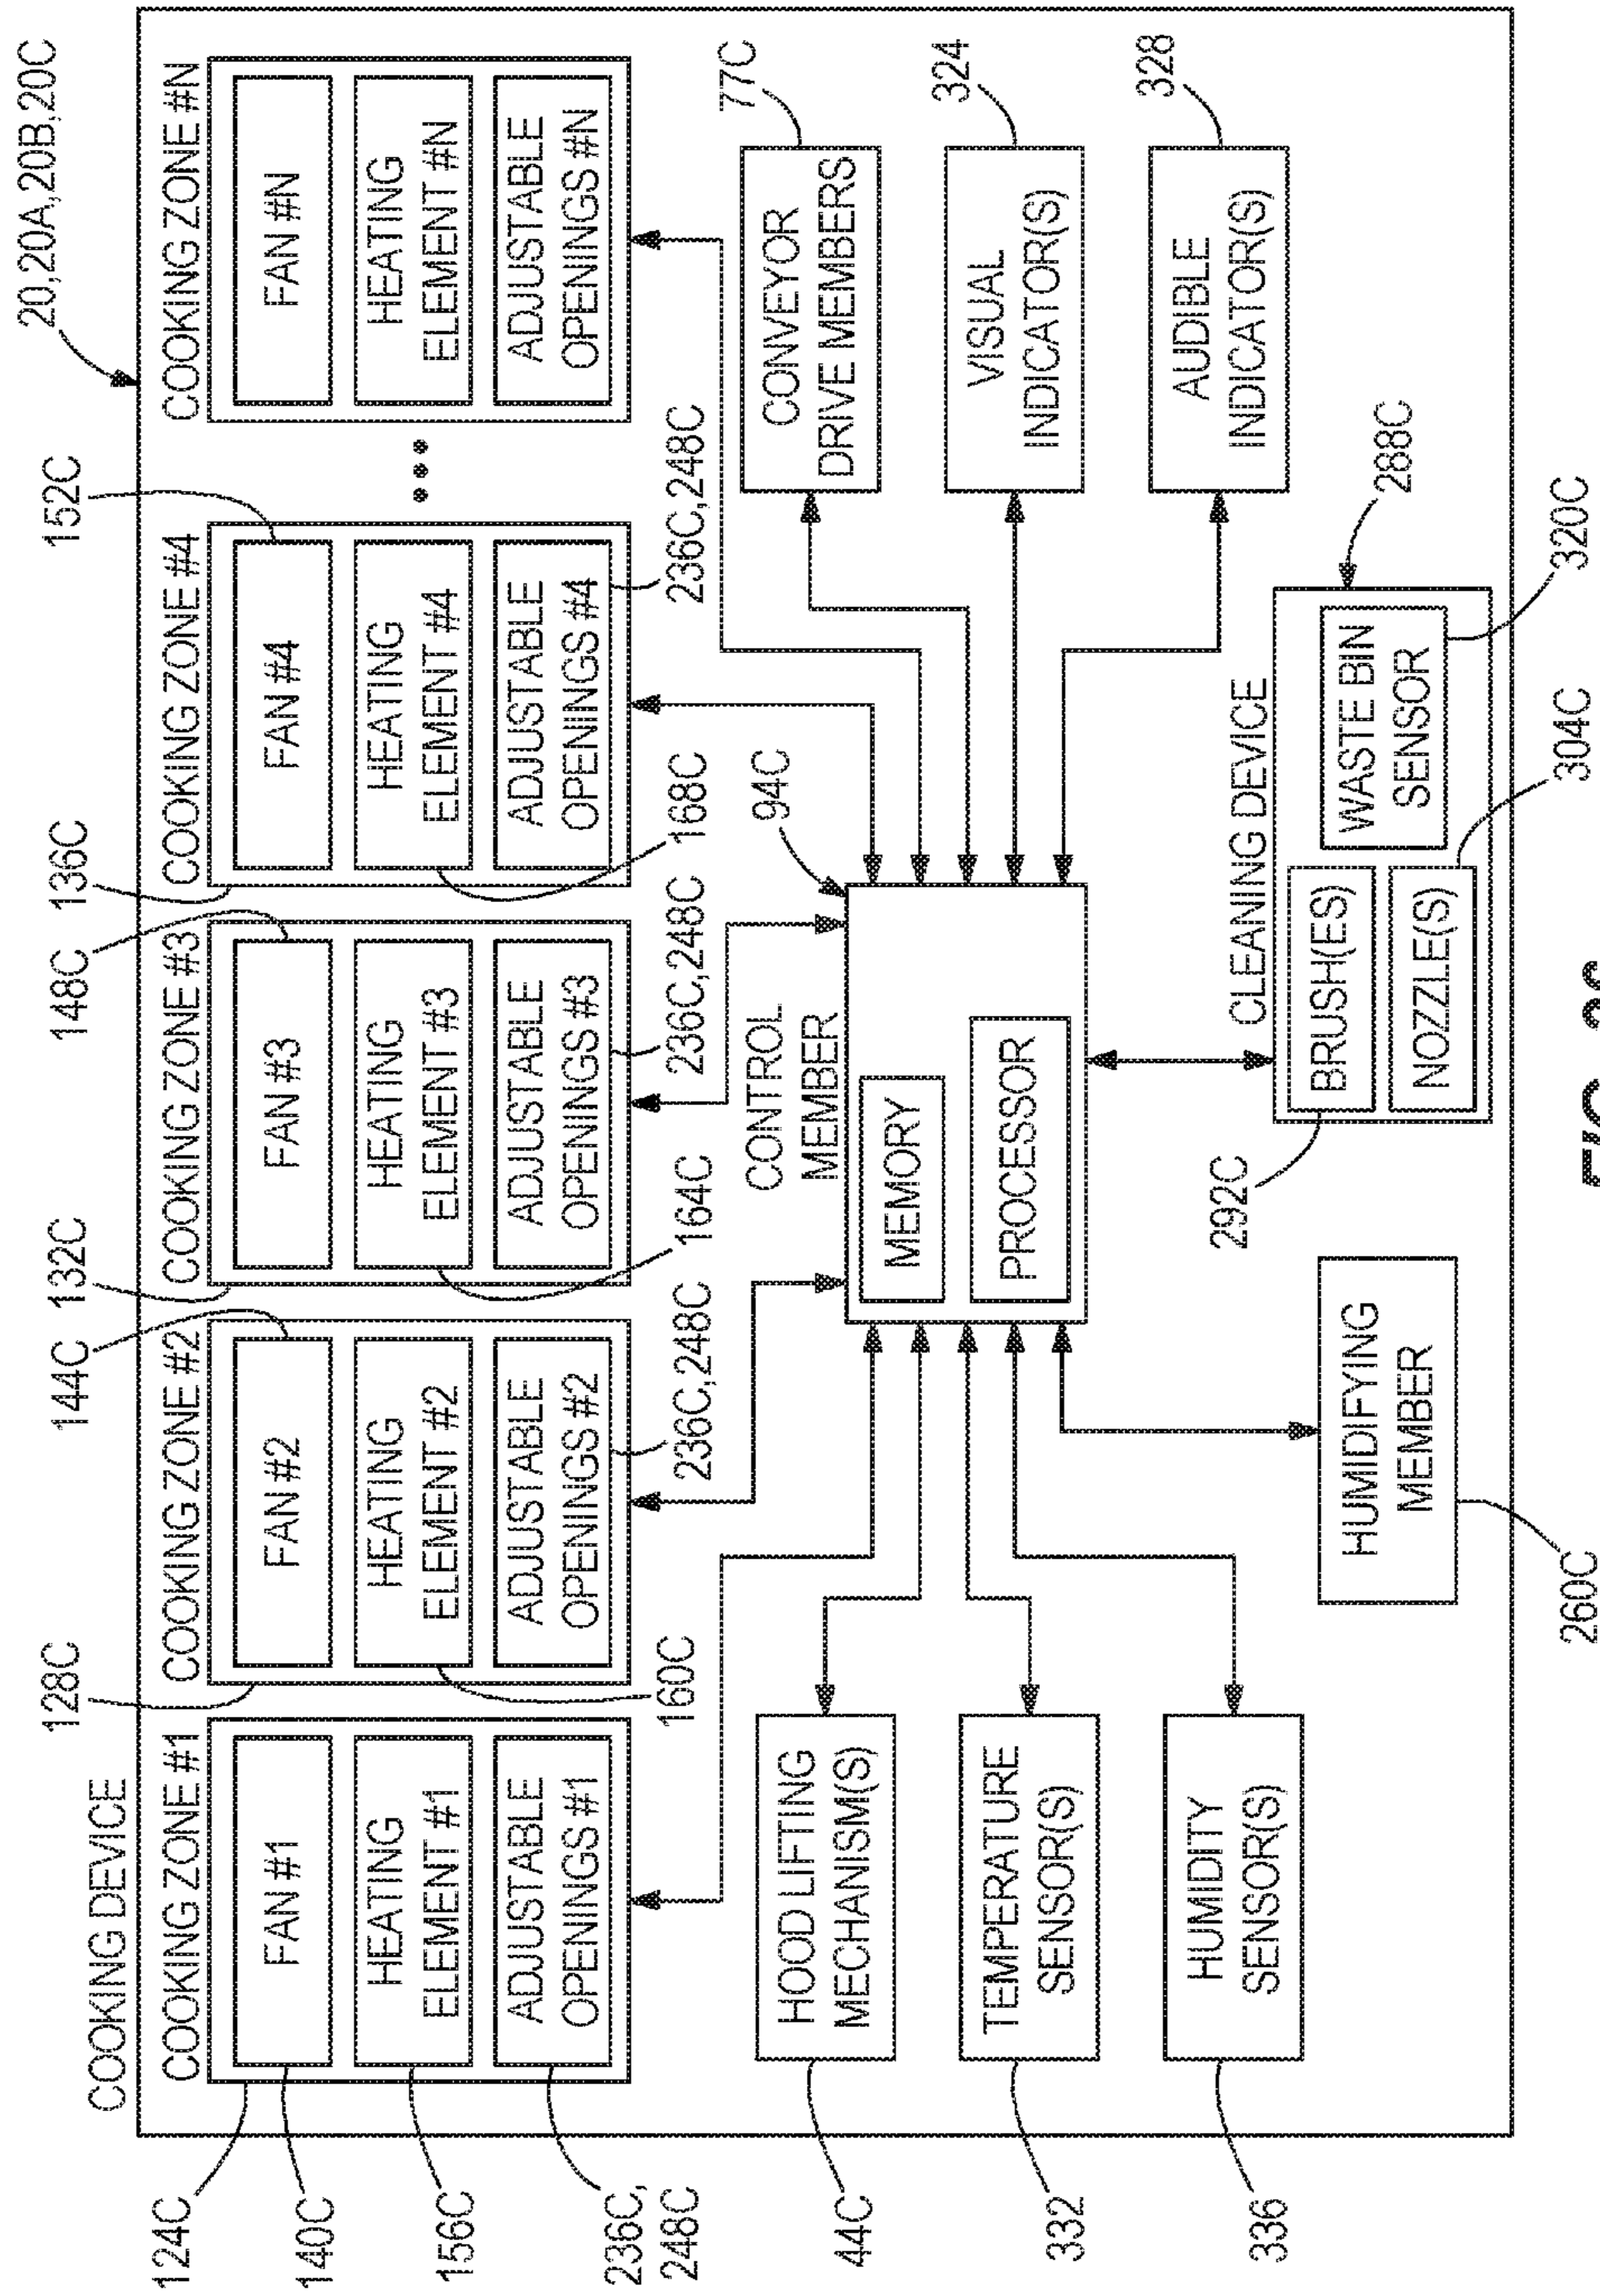 20,20A,20B,20C
COOKING DEVICE
128C
144C
132C
148C
136C
152C
COOKING ZONE #1
FAN #1
HEATING
ELEMENT #1
ADJUSTABLE
OPENINGS #1
COOKING ZONE #2
FAN #2
HEATING
ELEMENT #2
ADJUSTABLE
OPENINGS #2
COOKING ZONE #3
FAN #3
HEATING
ELEMENT #3
ADJUSTABLE
OPENINGS #3
COOKING ZONE #4
FAN #4
HEATING
ELEMENT #4
ADJUSTABLE
OPENINGS #4
COOKING ZONE #N
FAN #N
HEATING
ELEMENT #N
ADJUSTABLE
OPENINGS #N
124C
140C
156C
236C,
248C
160C
236C,248C
164C
236C,248C
168C
236C,248C
CONTROL
MEMBER
94C
MEMORY
PROCESSOR
HOOD LIFTING
MECHANISM(S)
44C
TEMPERATURE
SENSOR(S)
332
HUMIDITY
SENSOR(S)
336
HUMIDIFYING
MEMBER
260C
CONVEYOR
DRIVE MEMBERS
77C
VISUAL
INDICATOR(S)
324
AUDIBLE
INDICATOR(S)
328
CLEANING DEVICE
288C
BRUSH(ES)
292C
NOZZLE(S)
304C
WASTE BIN
SENSOR
320C